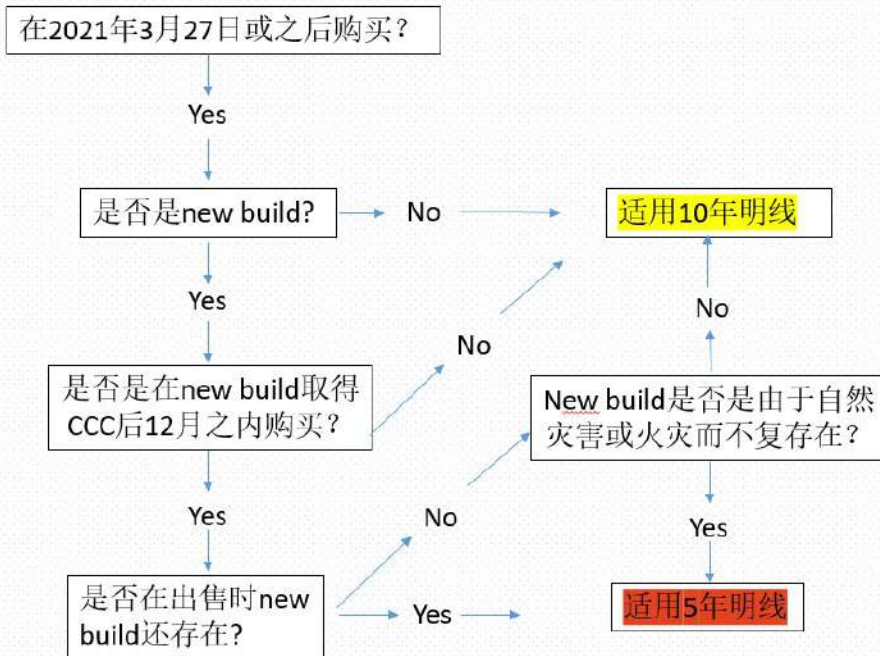 在2021年3月27日或之后购买？
Yes
是否是new build?
No
适用10年明线
Yes
No
No
是否是在new build取得
CCC后12月之内购买？
New build是否是由于自然
灾害或火灾而不复存在？
Yes
No
Yes
是否在出售时new
build还存在?
Yes
适用5年明线